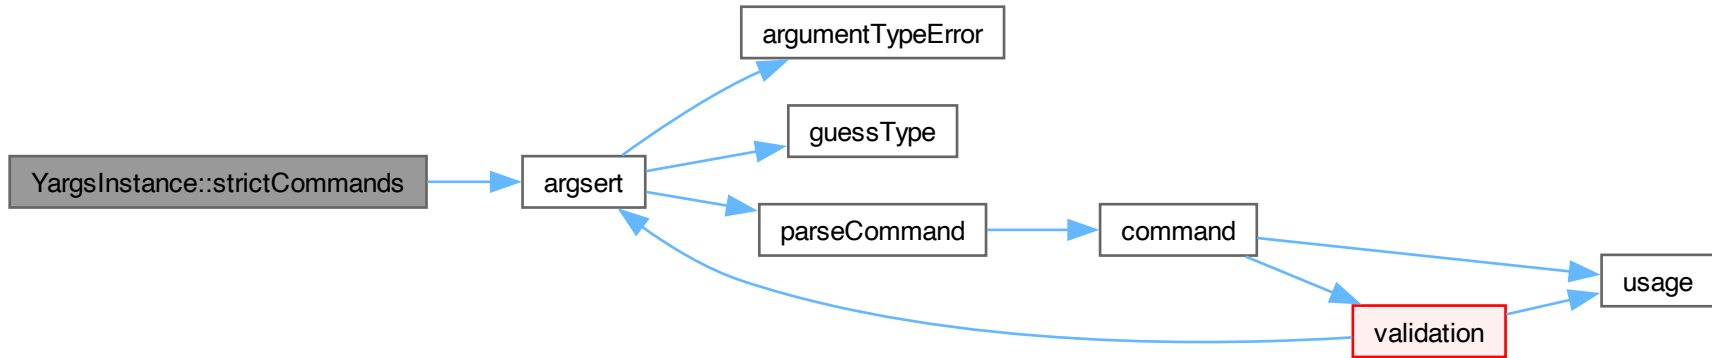 argumentTypeError
guessType
YargsInstance::strictCommands
argsert
parseCommand
command
usage
validation